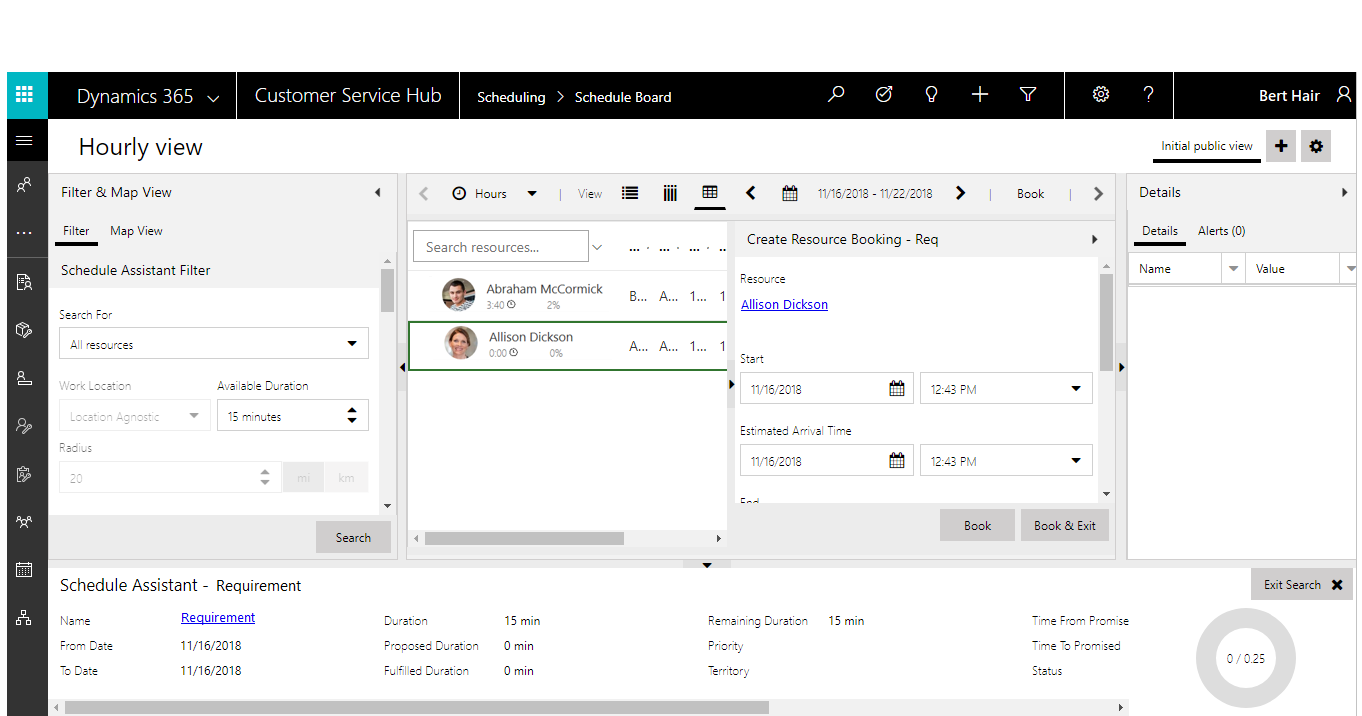 Dynamics 365
Customer Service Hub
Scheduling > Schedule Board
?
Bert Hair
Hourly view
Initial public view
Filter & Map View
Filter
Map View
Schedule Assistant Filter
Search For
All resources
Work Location
Available Duration
Location Agnostic
15 minutes
Radius
20
mi
km
Search
Hours
|
View
11/16/2018 - 11/22/2018
|
Book
|
Search resources...
... · ... · ... · ..
Abraham McCormick
3:40
2%
B... A... 1... 1
Allison Dickson
0:00
0%
A... A... 1... 1
Create Resource Booking - Req
Resource
Allison Dickson
Start
11/16/2018
12:43 PM
Estimated Arrival Time
11/16/2018
12:43 PM
End
Book
Book & Exit
Details
Details
Alerts (0)
Name
Value
Schedule Assistant - Requirement
Exit Search
Name Requirement
From Date 11/16/2018
To Date 11/16/2018
Duration 15 min
Proposed Duration 0 min
Fulfilled Duration 0 min
Remaining Duration 15 min
Priority
Territory
Time From Promise
Time To Promised
Status
0 / 0.25